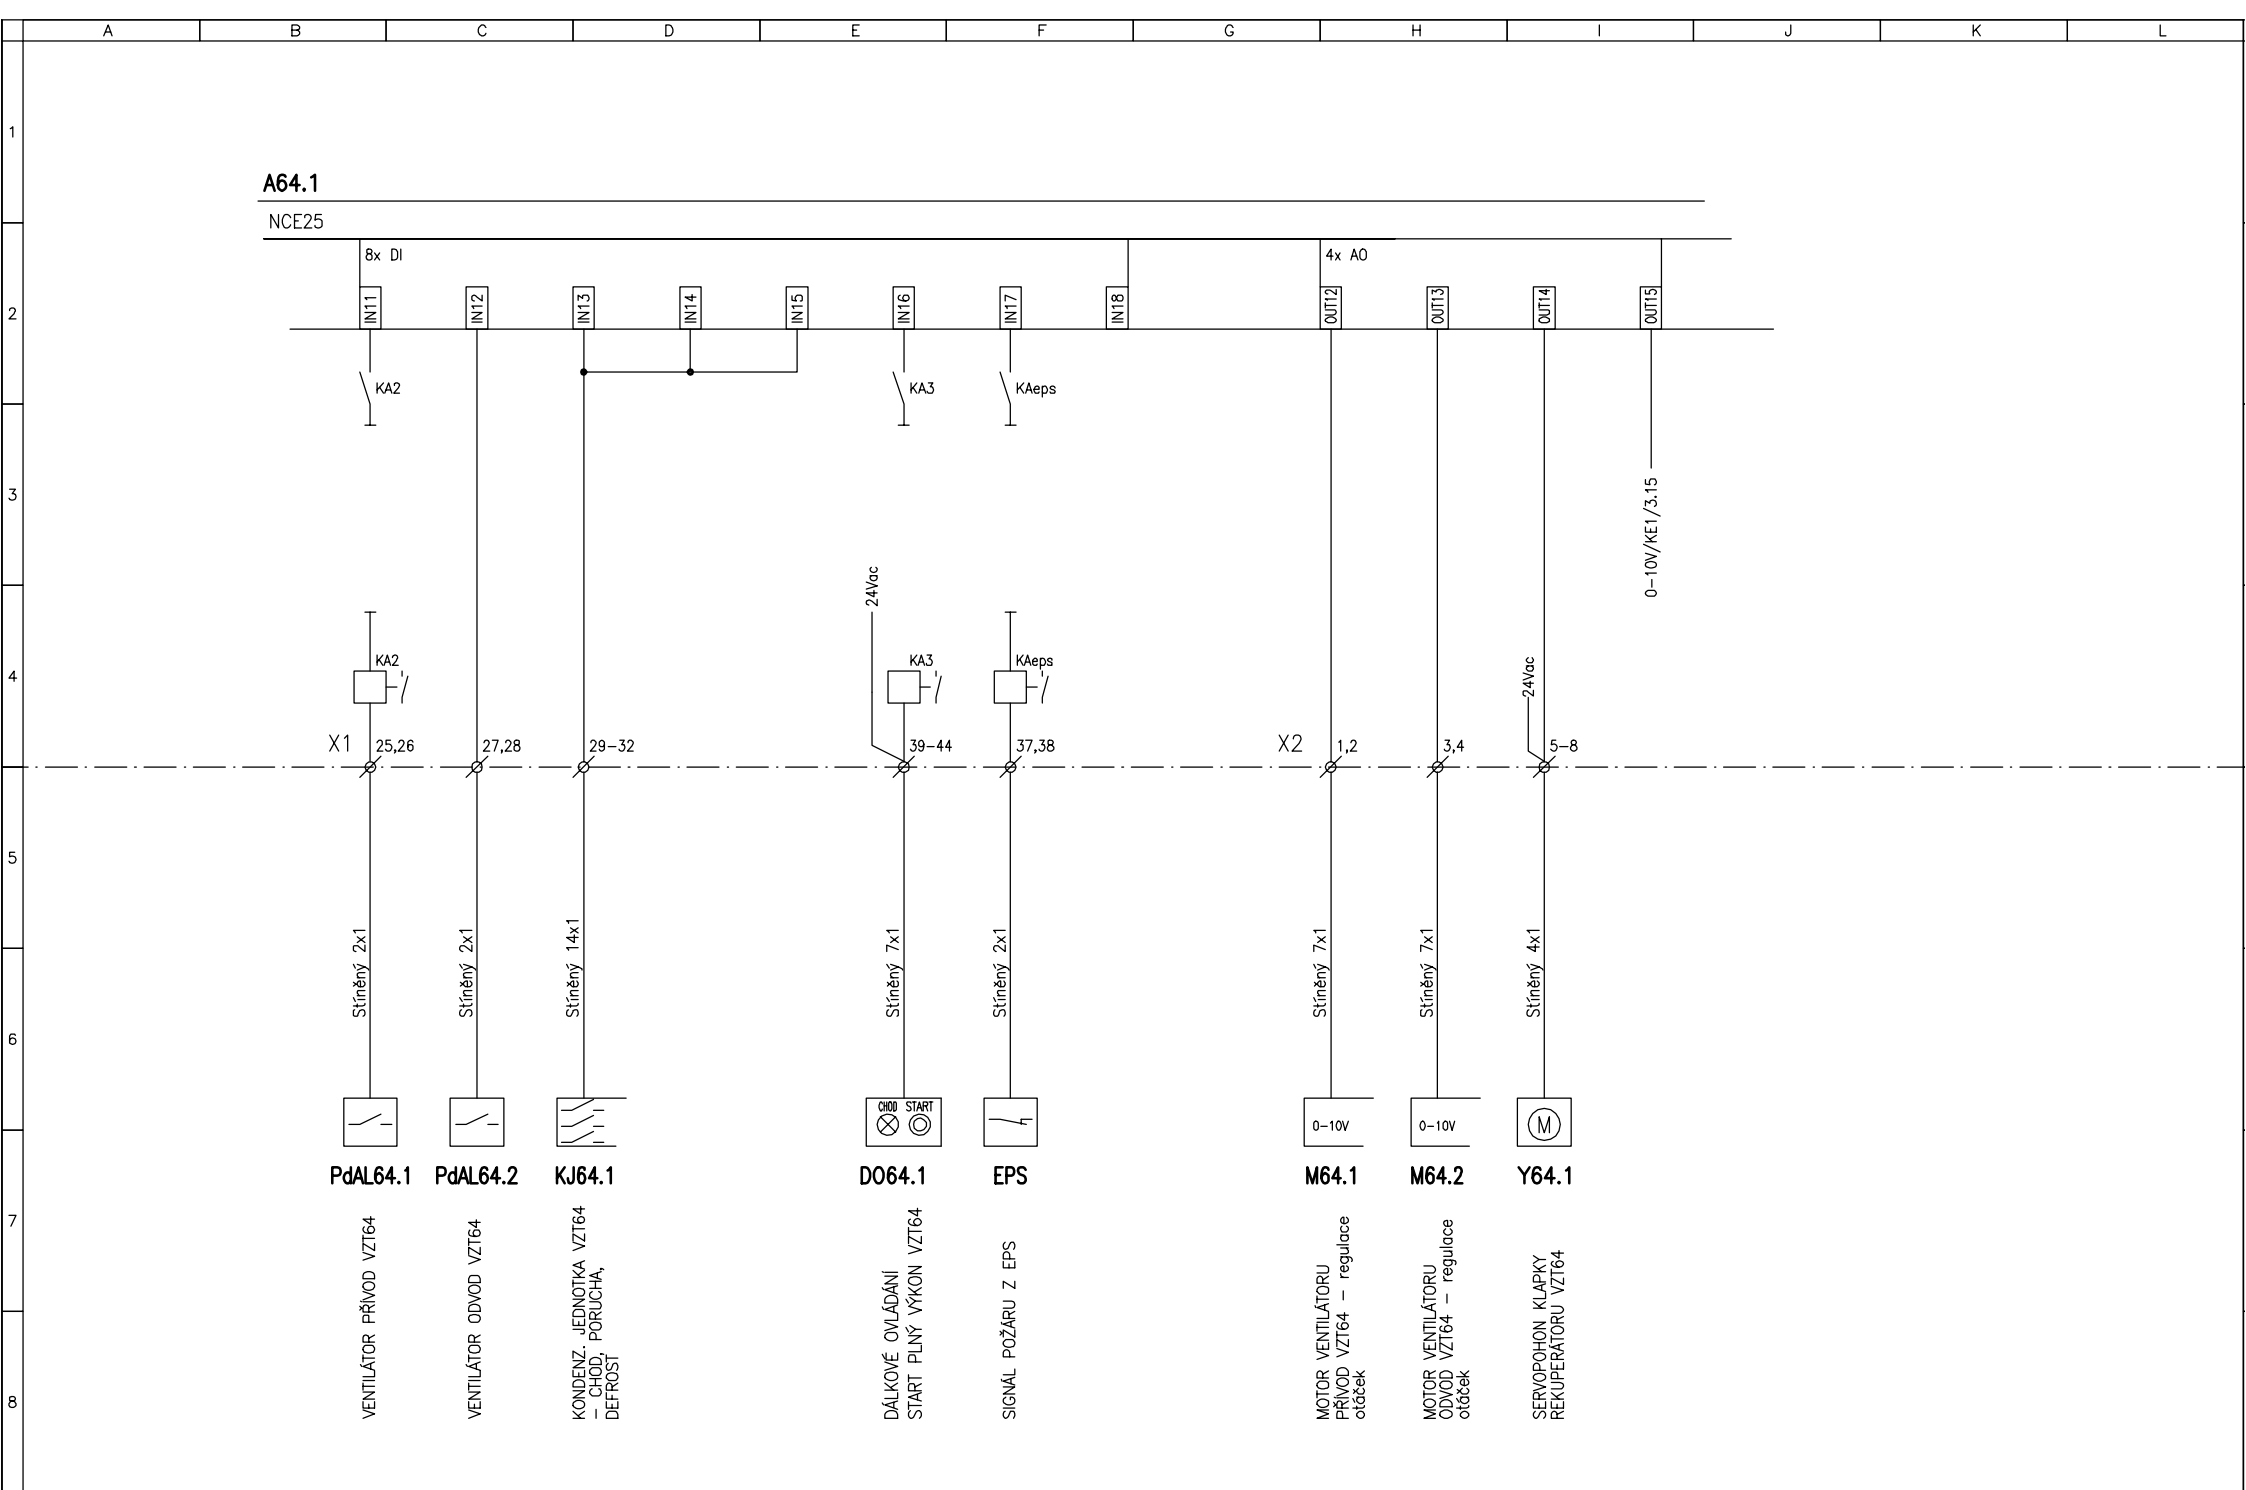 A B C D E F G H I J K L
1
A64.1
NCE25
8x DI
4x AO
2
IN11 IN12 IN13 IN14 IN15 IN16 IN17 IN18 OUT12 OUT13 OUT14 OUT15
KA2 KA3 KAeps
3
0-10V/KE1/3.15
24Vac
KA2 KA3 KAeps
24Vac
4
X1 25,26 27,28 29-32 39-44 37,38 X2 1,2 3,4 5-8
5
Stíněný 2x1
Stíněný 2x1
Stíněný 14x1
Stíněný 7x1
Stíněný 2x1
Stíněný 7x1
Stíněný 7x1
Stíněný 4x1
6
CHOD START
0-10V 0-10V M
PdAL64.1 PdAL64.2 KJ64.1 DO64.1 EPS M64.1 M64.2 Y64.1
7
VENTILÁTOR PŘÍVOD VZT64
VENTILÁTOR ODVOD VZT64
KONDENZ. JEDNOTKA VZT64
- CHOD, PORUCHA,
DEFROST
DÁLKOVÉ OVLÁDÁNÍ
START PLNÝ VÝKON VZT64
SIGNÁL POŽÁRU Z EPS
MOTOR VENTILÁTORU
PŘÍVOD VZT64 - regulace
otáček
MOTOR VENTILÁTORU
ODVOD VZT64 - regulace
otáček
SERVOPOHON KLAPKY
REKUPERÁTORU VZT64
8